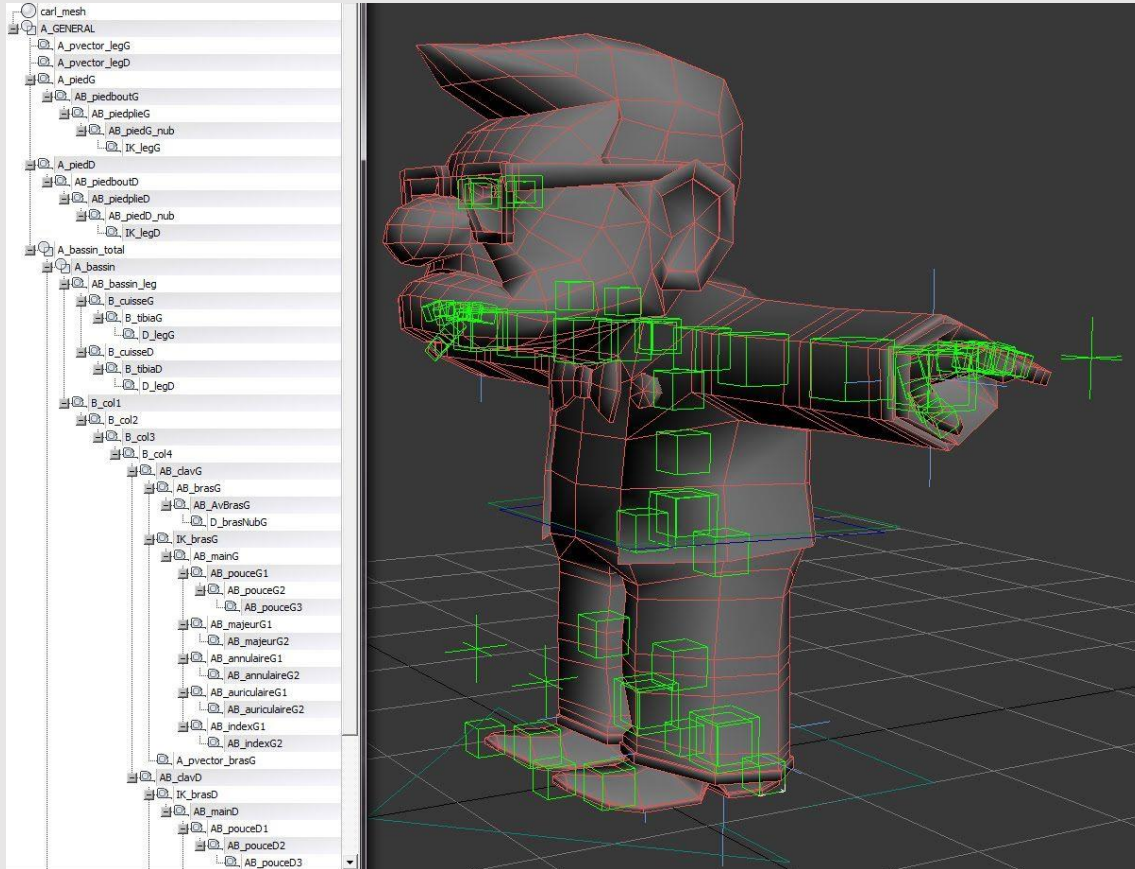 carl_mesh
A_GENERAL
A_pvector_legG
A_pvector_legD
A_piedG
AB_piedboutG
AB_piedplieG
AB_piedG_nub
IK_legG
A_piedD
AB_piedboutD
AB_piedplieD
AB_piedD_nub
IK_legD
A_bassin_total
A_bassin
AB_bassin_leg
B_cuisseG
B_tibiaG
D_legG
B_cuisseD
B_tibiaD
D_legD
B_col1
B_col2
B_col3
B_col4
AB_clavG
AB_brasG
AB_AvBrasG
D_brasNubG
IK_brasG
AB_mainG
AB_pouceG1
AB_pouceG2
AB_pouceG3
AB_majeurG1
AB_majeurG2
AB_annulaireG1
AB_annulaireG2
AB_auriculaireG1
AB_auriculaireG2
AB_indexG1
AB_indexG2
A_pvector_brasG
AB_clavD
IK_brasD
AB_mainD
AB_pouceD1
AB_pouceD2
AB_pouceD3